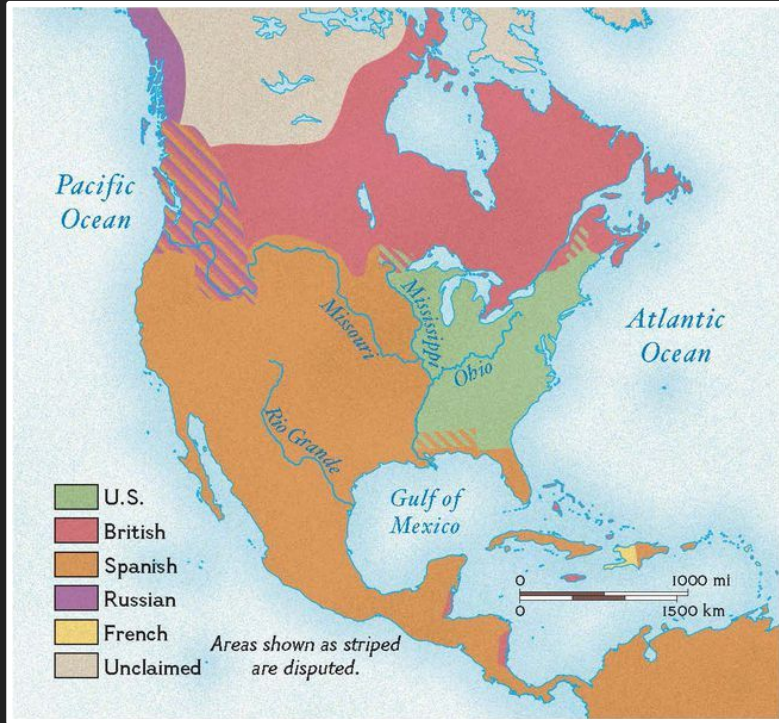 Pacific
Ocean
Missouri
Mississippi
Ohio
Atlantic
Ocean
Rio Grande
Gulf of
Mexico
U.S.
British
Spanish
Russian
French
Unclaimed
Areas shown as striped
are disputed.
0 1000 mi
0 1500 km